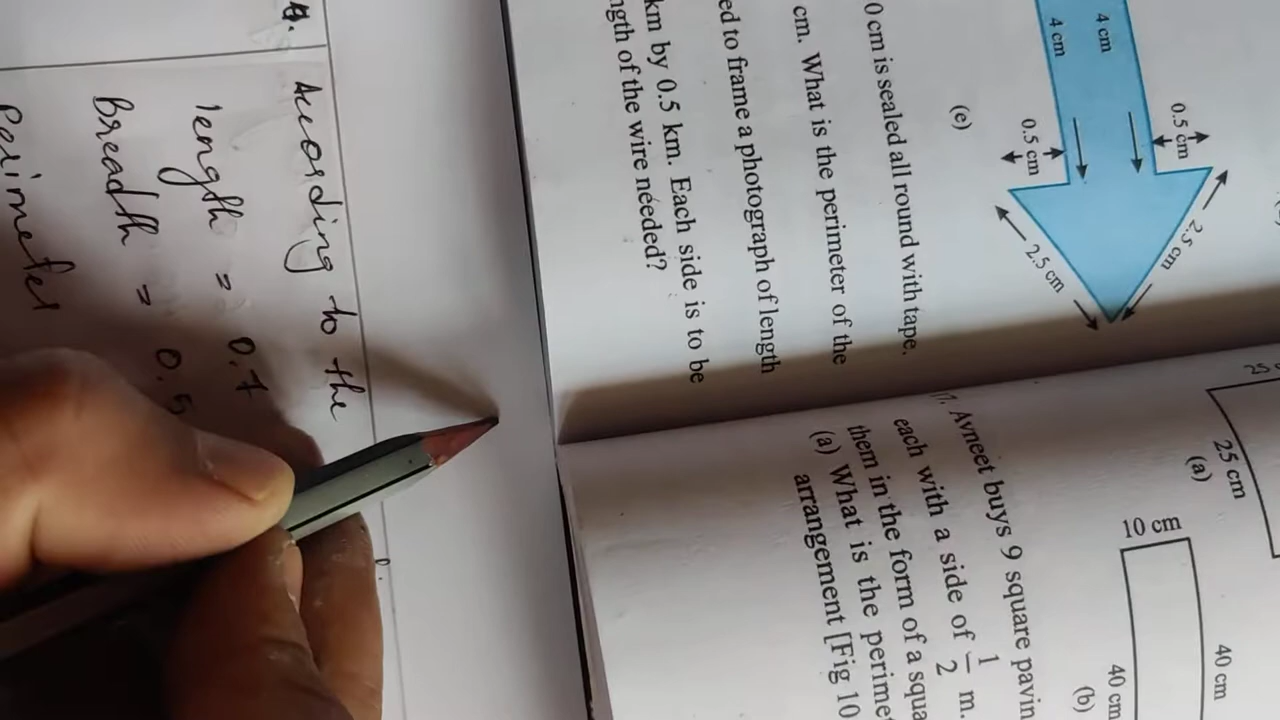 4 cm
4 cm
0.5 cm
0.5 cm
2.5 cm
2.5 cm
(e)
0 cm is sealed all round with tape.
cm. What is the perimeter of the
ed to frame a photograph of length
km by 0.5 km. Each side is to be
ngth of the wire needed?
25 cm
(a)
10 cm
40 cm
40 cm
(b)
17. Avneet buys 9 square pavin
each with a side of 1/2 m.
them in the form of a squa
(a) What is the perimet
arrangement [Fig 10
According to the
length = 0.7
Breadth = 0.5
Perimeter